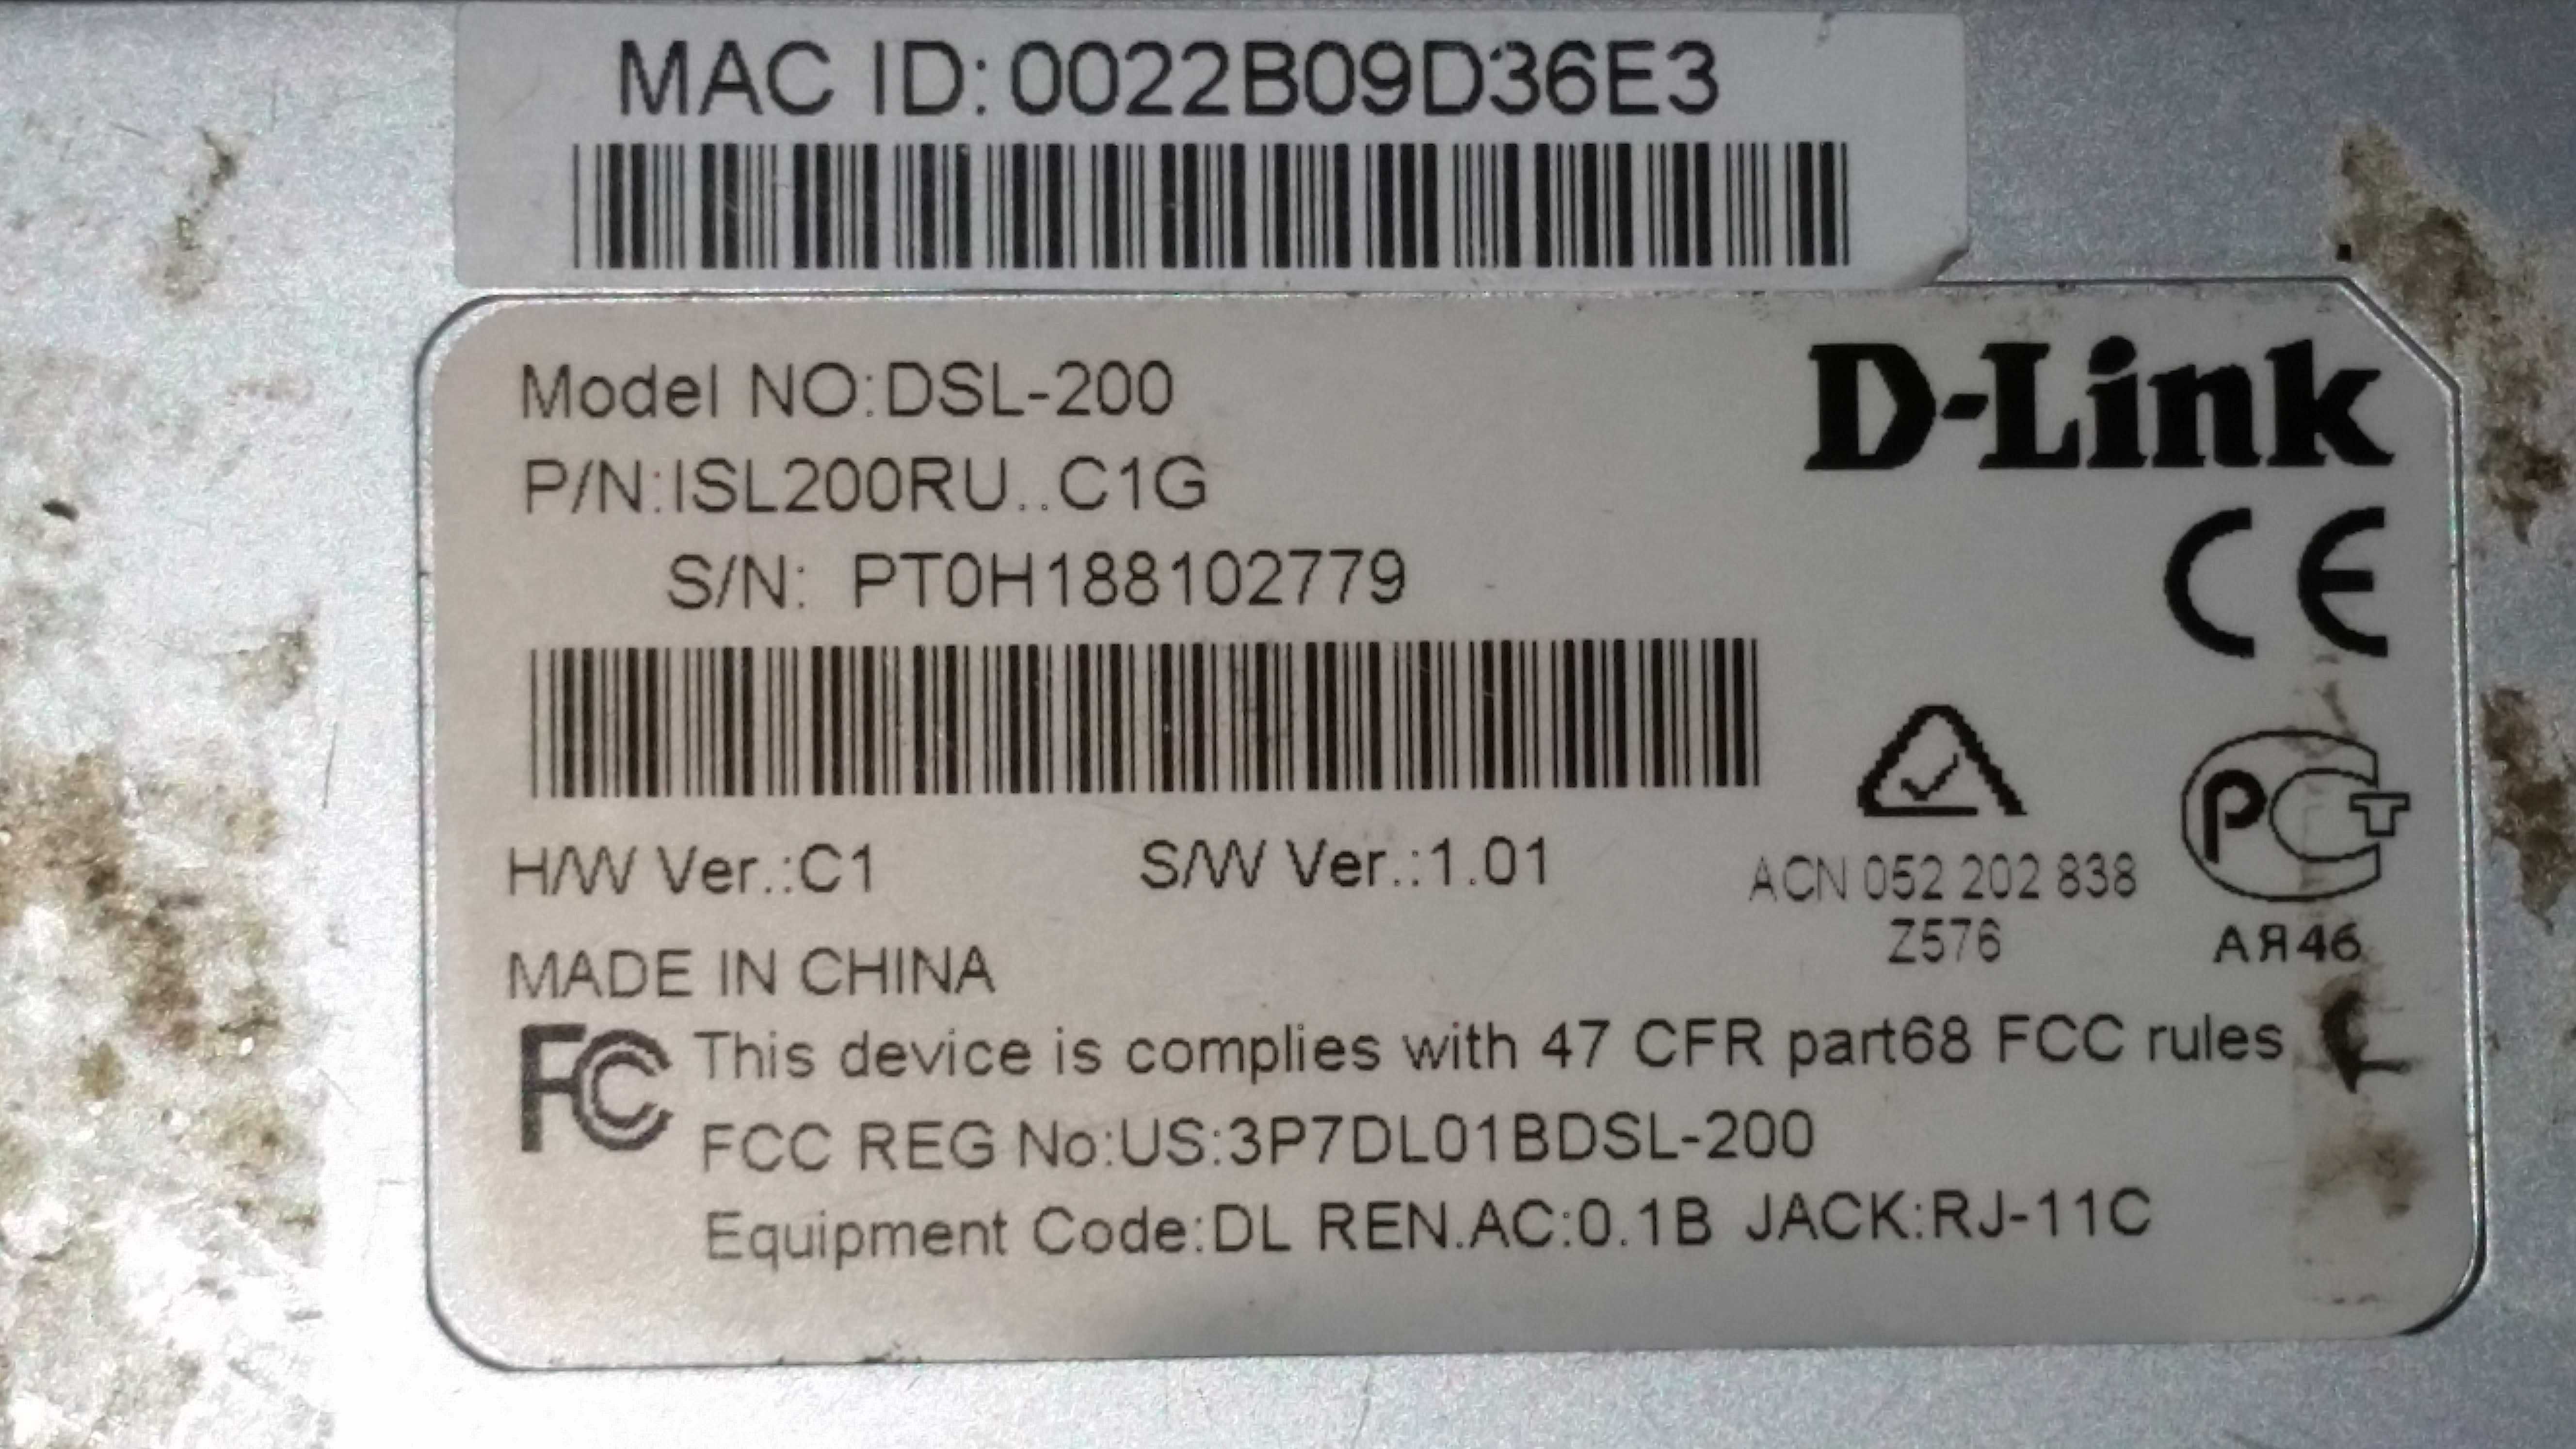 MAC ID: 0022B09D36E3
D-Link
Model NO:DSL-200
P/N:ISL200RU..C1G
S/N: PT0H188102779
CE
H/W Ver.:C1 S/W Ver.:1.01
ACN 052 202 838
Z576
РСТ
АЯ46
MADE IN CHINA
FC This device is complies with 47 CFR part68 FCC rules
FCC REG No:US:3P7DL01BDSL-200
Equipment Code:DL REN.AC:0.1B JACK:RJ-11C